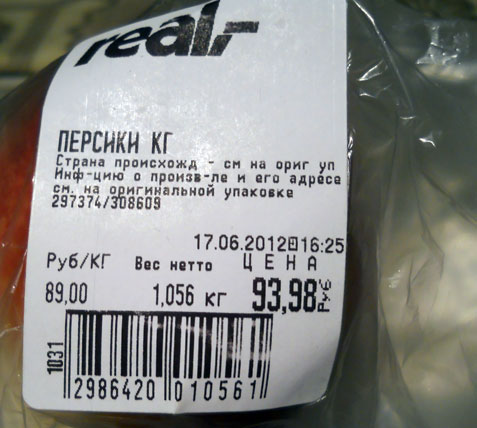 real,-
ПЕРСИКИ КГ
Страна происхожд - см на ориг уп
Инф-цию о произв-ле и его адресе
см. на оригинальной упаковке
297374/308609
17.06.2012 16:25
Руб/КГ Вес нетто ЦЕНА
89,00 1,056 кг 93,98 РУБ
1031
2986420 010561